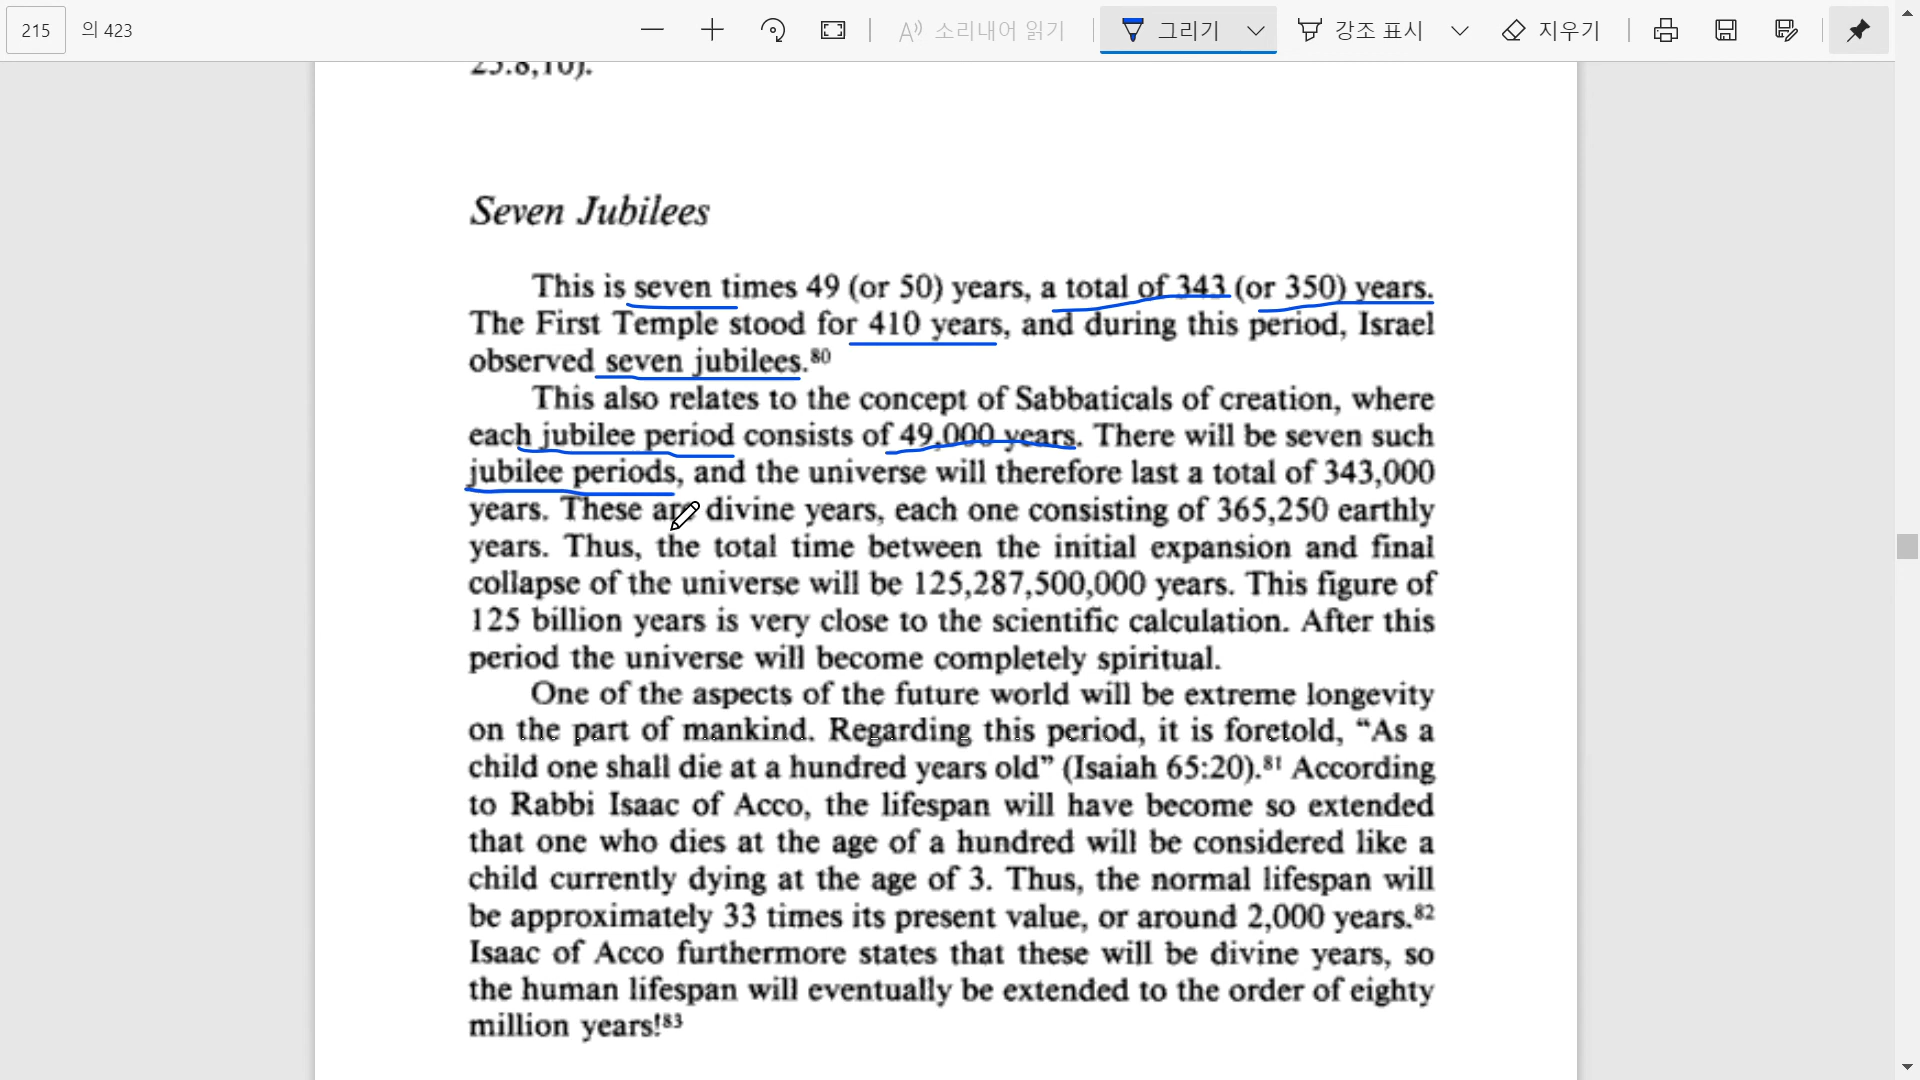 215 의 423
A 소리내어 읽기
그리기
강조 표시
지우기
25:8,10).
Seven Jubilees
This is seven times 49 (or 50) years, a total of 343 (or 350) years.
The First Temple stood for 410 years, and during this period, Israel
observed seven jubilees.80
This also relates to the concept of Sabbaticals of creation, where
each jubilee period consists of 49,000 years. There will be seven such
jubilee periods, and the universe will therefore last a total of 343,000
years. These are divine years, each one consisting of 365,250 earthly
years. Thus, the total time between the initial expansion and final
collapse of the universe will be 125,287,500,000 years. This figure of
125 billion years is very close to the scientific calculation. After this
period the universe will become completely spiritual.
One of the aspects of the future world will be extreme longevity
on the part of mankind. Regarding this period, it is foretold, “As a
child one shall die at a hundred years old” (Isaiah 65:20).81 According
to Rabbi Isaac of Acco, the lifespan will have become so extended
that one who dies at the age of a hundred will be considered like a
child currently dying at the age of 3. Thus, the normal lifespan will
be approximately 33 times its present value, or around 2,000 years.82
Isaac of Acco furthermore states that these will be divine years, so
the human lifespan will eventually be extended to the order of eighty
million years!83